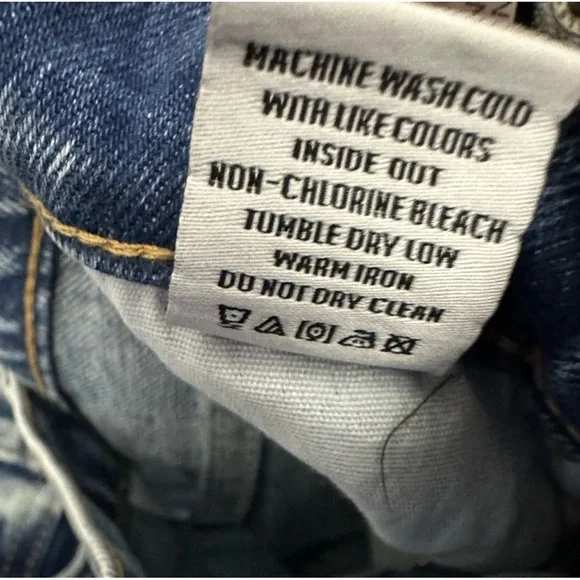 MACHINE WASH COLD
WITH LIKE COLORS
INSIDE OUT
NON-CHLORINE BLEACH
TUMBLE DRY LOW
WARM IRON
DO NOT DRY CLEAN